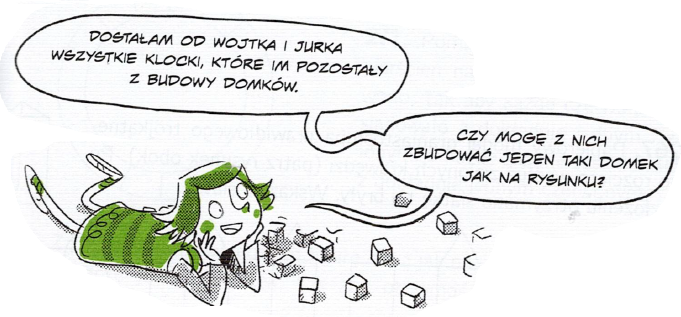 DOSTAŁAM OD WOJTKA I JURKA
WSZYSTKIE KLOCKI, KTÓRE IM POZOSTAŁY
Z BUDOWY DOMKÓW.
CZY MOGĘ Z NICH
ZBUDOWAĆ JEDEN TAKI DOMEK
JAK NA RYSUNKU?